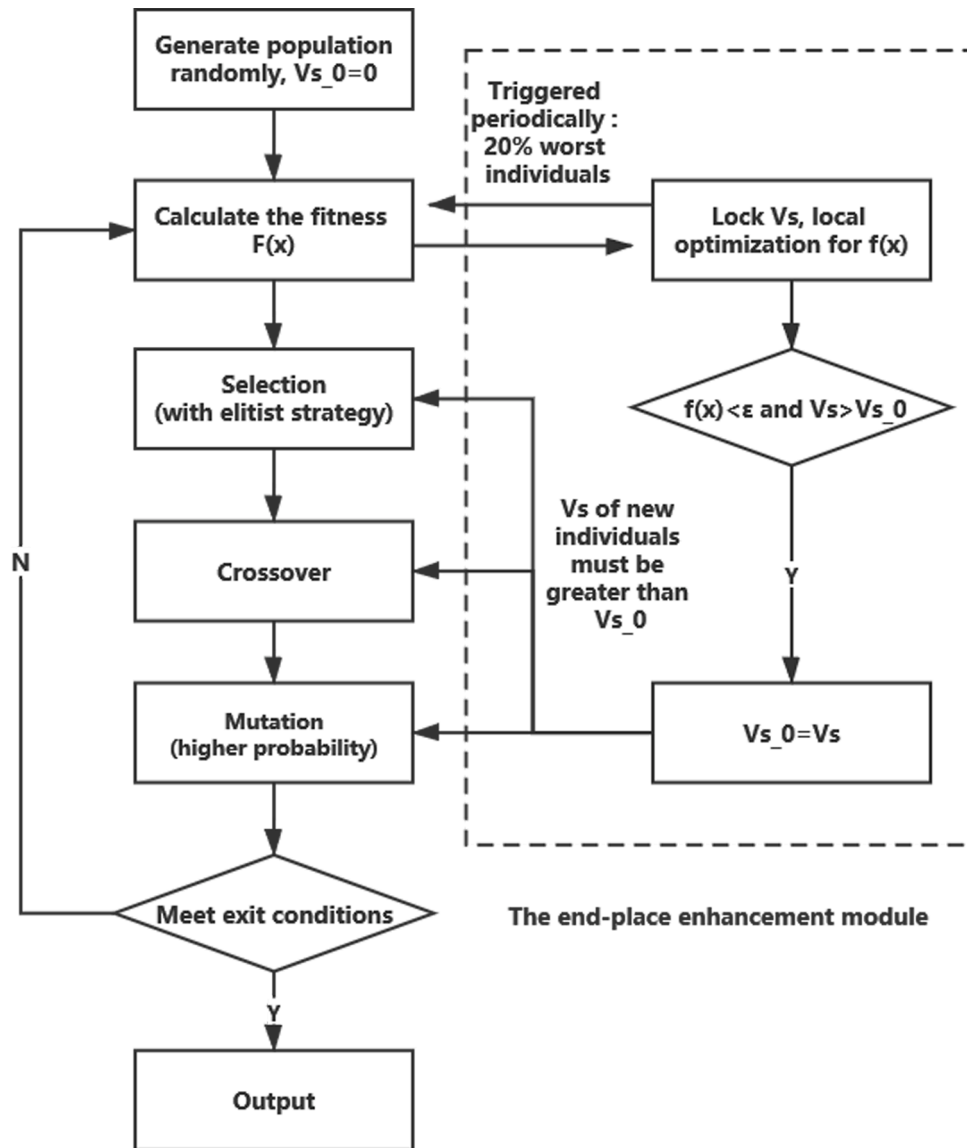 Generate population
randomly, Vs_0=0
Triggered
periodically :
20% worst
individuals
Calculate the fitness
F(x)
Lock Vs, local
optimization for f(x)
Selection
(with elitist strategy)
f(x)<ε and Vs>Vs_0
Vs of new
individuals
must be
greater than
Vs_0
N
Crossover
Y
Mutation
(higher probability)
Vs_0=Vs
Meet exit conditions
The end-place enhancement module
Y
Output